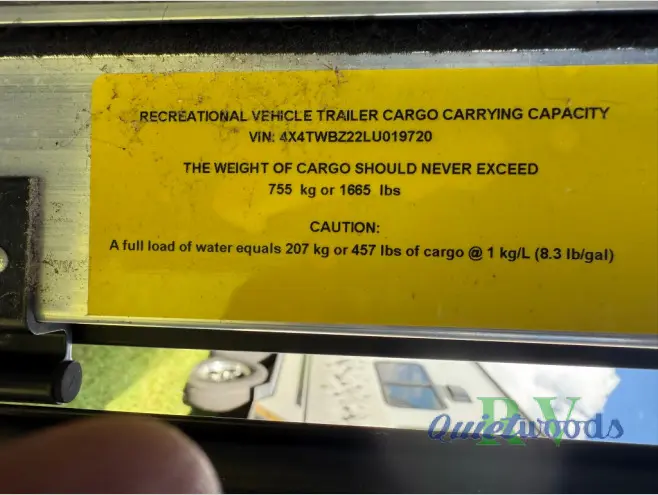 RECREATIONAL VEHICLE TRAILER CARGO CARRYING CAPACITY
VIN: 4X4TWBZ22LU019720
THE WEIGHT OF CARGO SHOULD NEVER EXCEED
755 kg or 1665 lbs
CAUTION:
A full load of water equals 207 kg or 457 lbs of cargo @ 1 kg/L (8.3 lb/gal)
Quietwoods RV